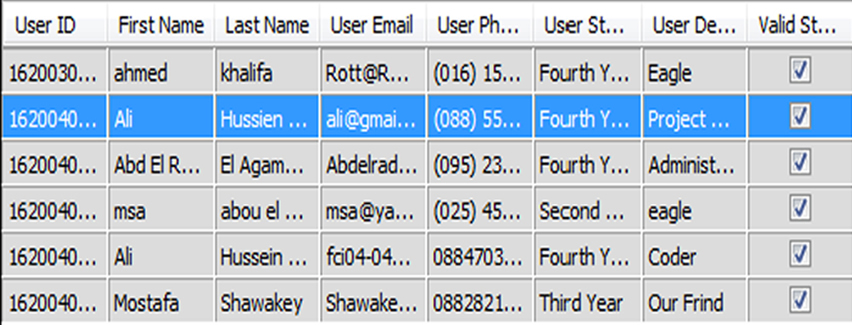 User ID First Name Last Name User Email User Ph... User St... User De... Valid St...
1620030... ahmed khalifa Rott@R... (016) 15... Fourth Y... Eagle
1620040... Ali Hussien ... ali@gmai... (088) 55... Fourth Y... Project ...
1620040... Abd El R... El Agam... Abdelrad... (095) 23... Fourth Y... Administ...
1620040... msa abou el ... msa@ya... (025) 45... Second ... eagle
1620040... Ali Hussein ... fci04-04... 0884703... Fourth Y... Coder
1620040... Mostafa Shawakey Shawake... 0882821... Third Year Our Frind